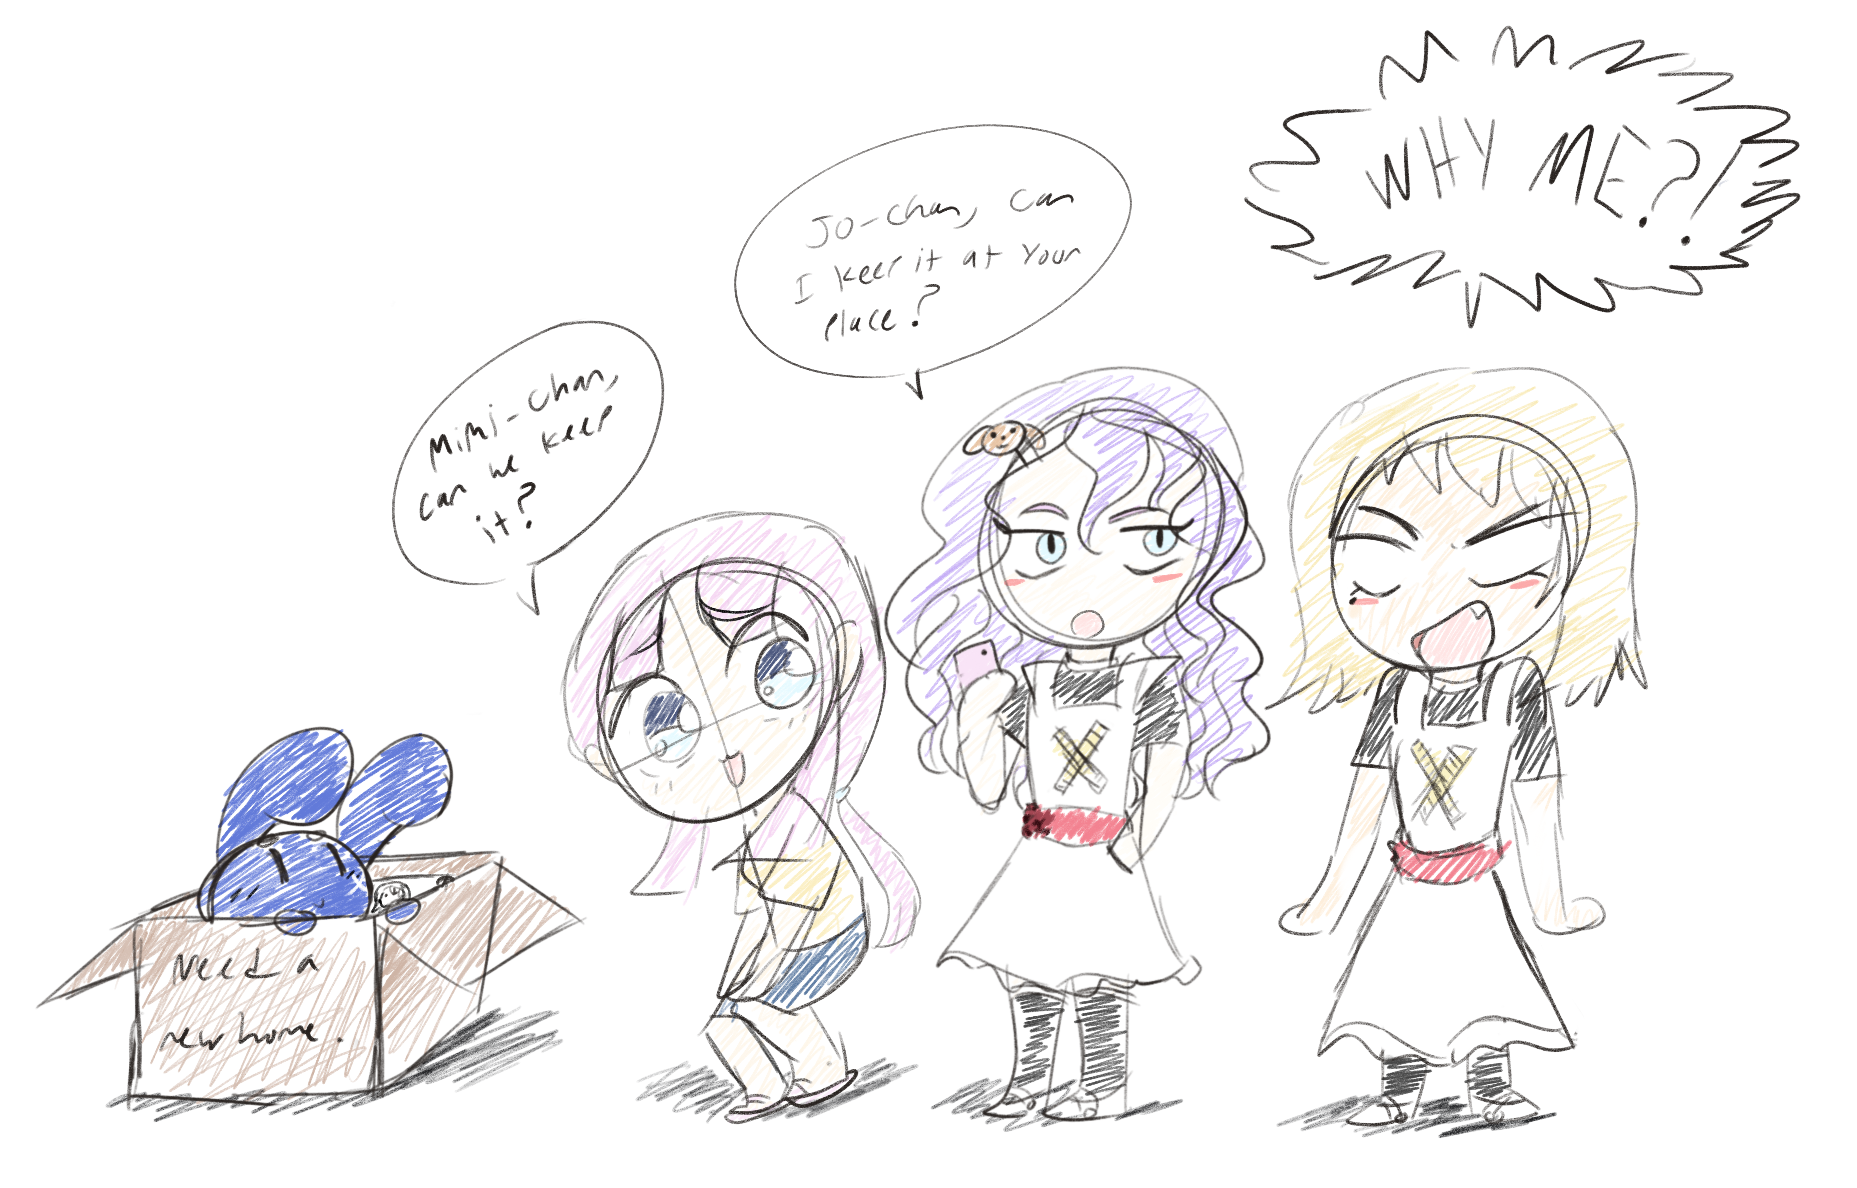 WHY ME?!
Jo-chan, can
I keep it at your
place?
Mimi-chan,
can we keep
it?
Need a
new home.